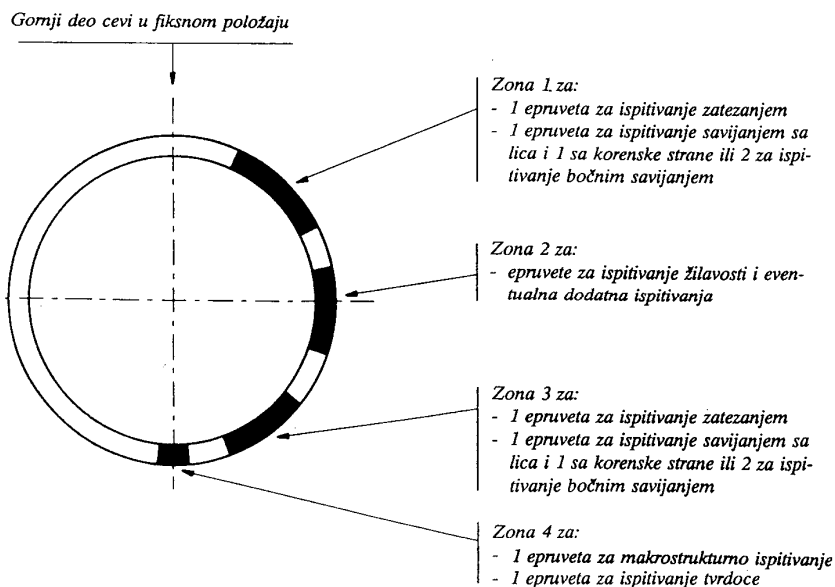 Gornji deo cevi u fiksnom položaju
Zona 1 za:
- 1 epruveta za ispitivanje zatezanjem
- 1 epruveta za ispitivanje savijanjem sa
lica i 1 sa korenske strane ili 2 za ispi-
tivanje bočnim savijanjem
Zona 2 za:
- epruvete za ispitivanje žilavosti i even-
tualna dodatna ispitivanja
Zona 3 za:
- 1 epruveta za ispitivanje zatezanjem
- 1 epruveta za ispitivanje savijanjem sa
lica i 1 sa korenske strane ili 2 za ispi-
tivanje bočnim savijanjem
Zona 4 za:
- 1 epruveta za makrostrukturno ispitivanje
- 1 epruveta za ispitivanje tvrdoce